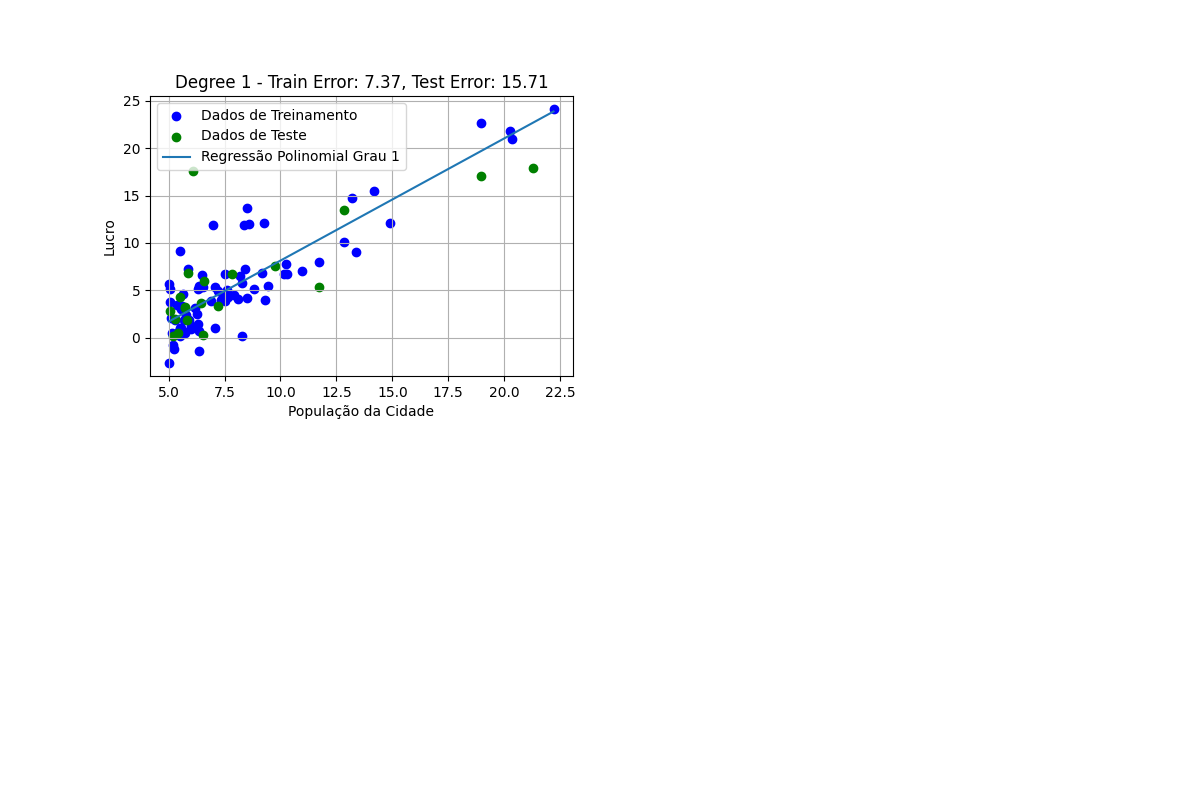 Degree 1 - Train Error: 7.37, Test Error: 15.71
Dados de Treinamento
Dados de Teste
Regressão Polinomial Grau 1
Lucro
25
20
15
10
5
0
5.0 7.5 10.0 12.5 15.0 17.5 20.0 22.5
População da Cidade